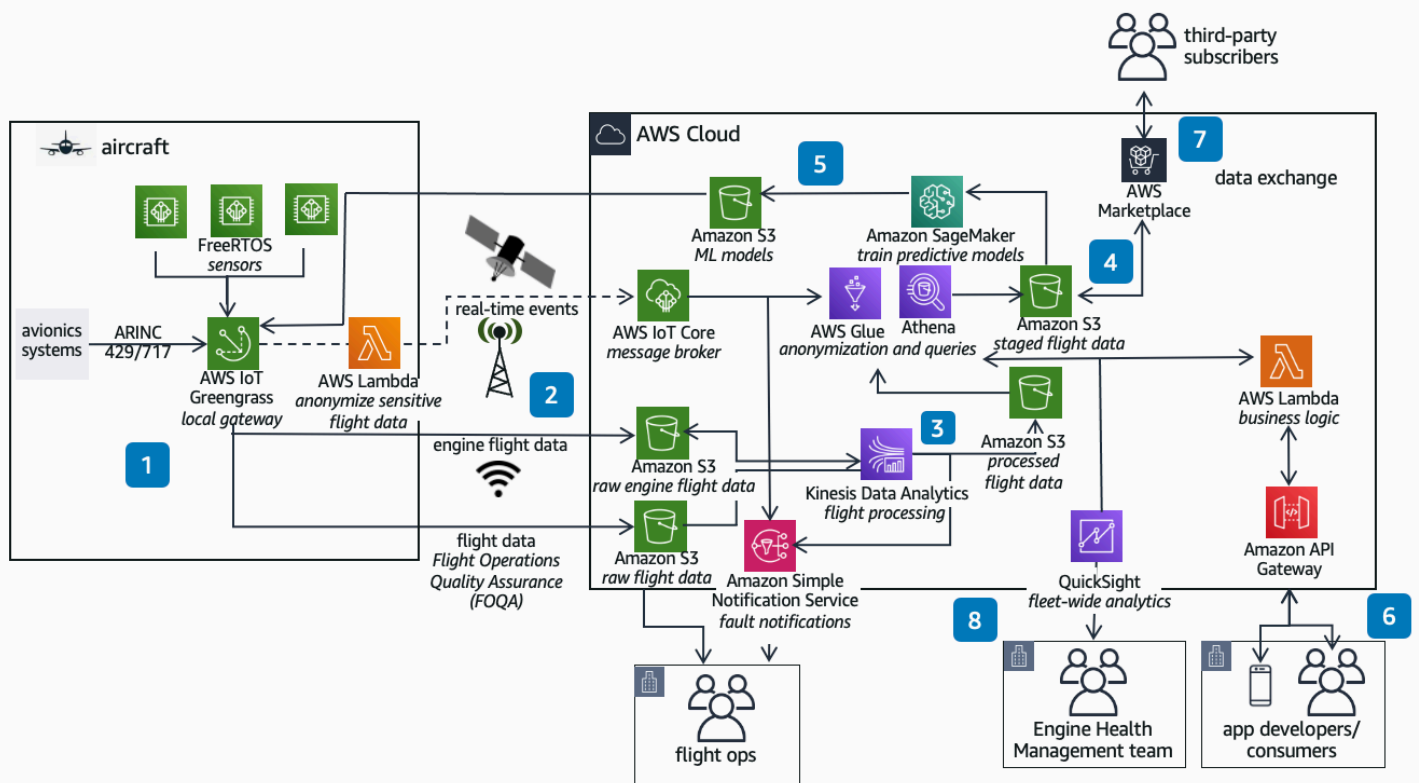 third-party
subscribers
AWS Cloud
aircraft
7
5
data exchange
AWS
Marketplace
FreeRTOS
sensors
Amazon S3
ML models
Amazon SageMaker
train predictive models
4
real-time events
avionics
systems
ARINC
429/717
AWS IoT Core
message broker
AWS Glue
Athena
anonymization and queries
Amazon S3
staged flight data
AWS IoT
Greengrass
local gateway
AWS Lambda
anonymize sensitive
flight data
2
AWS Lambda
business logic
1
engine flight data
Amazon S3
raw engine flight data
3
Kinesis Data Analytics
flight processing
Amazon S3
processed
flight data
flight data
Flight Operations
Quality Assurance
(FOQA)
Amazon S3
raw flight data
Amazon Simple
Notification Service
fault notifications
QuickSight
fleet-wide analytics
Amazon API
Gateway
8
6
flight ops
Engine Health
Management team
app developers/
consumers